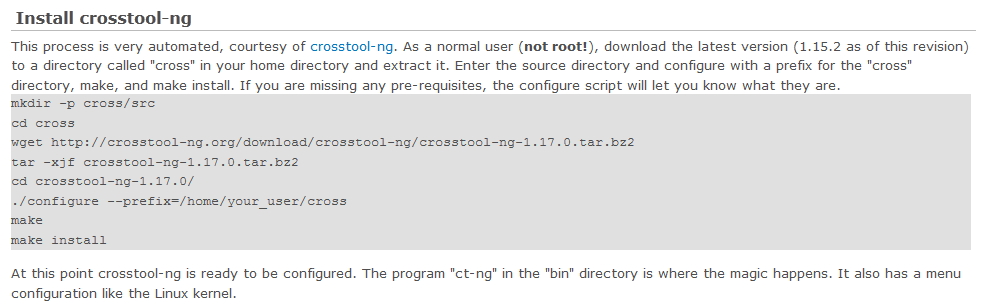 Install crosstool-ng
This process is very automated, courtesy of crosstool-ng. As a normal user (not root!), download the latest version (1.15.2 as of this revision)
to a directory called "cross" in your home directory and extract it. Enter the source directory and configure with a prefix for the "cross"
directory, make, and make install. If you are missing any pre-requisites, the configure script will let you know what they are.
mkdir -p cross/src
cd cross
wget http://crosstool-ng.org/download/crosstool-ng/crosstool-ng-1.17.0.tar.bz2
tar -xjf crosstool-ng-1.17.0.tar.bz2
cd crosstool-ng-1.17.0/
./configure --prefix=/home/your_user/cross
make
make install
At this point crosstool-ng is ready to be configured. The program "ct-ng" in the "bin" directory is where the magic happens. It also has a menu
configuration like the Linux kernel.